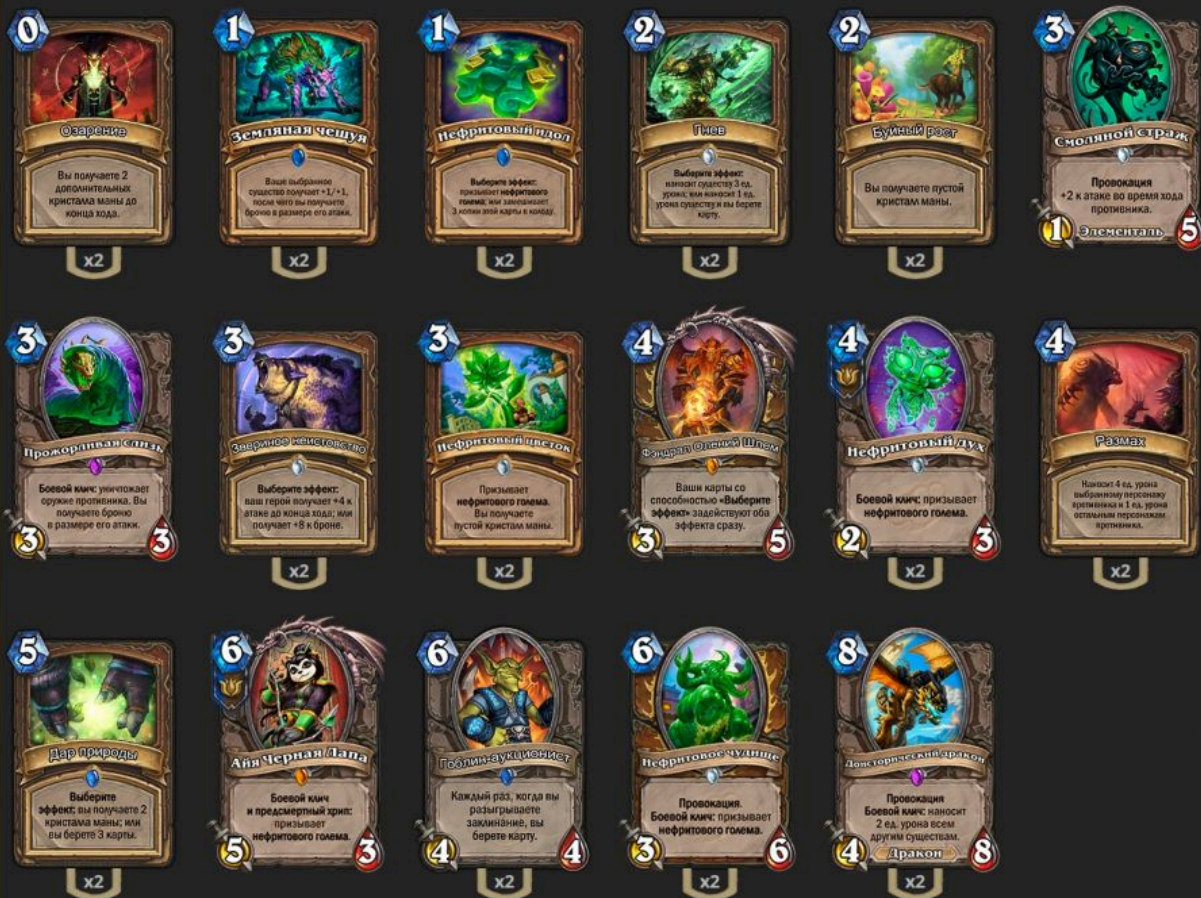 0
Озарение
Вы получаете 2
дополнительных
кристалла маны до
конца хода.
x2
1
Земляная чешуя
Ваше выбранное
существо получает +1/+1,
после чего вы получаете
броню в размере его атаки.
x2
1
Нефритовый идол
Выберите эффект:
призывает нефритового
голема; или замешивает
3 копии этой карты в колоду.
x2
2
Гнев
Выберите эффект:
наносит существу 3 ед.
урона; или наносит 1 ед.
урона существу и вы берете
карту.
x2
2
Буйный рост
Вы получаете пустой
кристалл маны.
x2
3
Смоляной страж
Провокация
+2 к атаке во время хода
противника.
1
Элементаль
5
3
Прожорливая слизь
Боевой клич: уничтожает
оружие противника. Вы
получаете броню
в размере его атаки.
3
3
3
Звериное неистовство
Выберите эффект:
ваш герой получает +4 к
атаке до конца хода; или
получает +8 к броне.
x2
3
Нефритовый цветок
Призывает
нефритового голема.
Вы получаете
пустой кристалл маны.
x2
4
Фэндрал Олений Шлем
Ваши карты со
способностью «Выберите
эффект» задействуют оба
эффекта сразу.
3
5
4
Нефритовый дух
Боевой клич: призывает
нефритового голема.
2
3
x2
4
Размах
Наносит 4 ед. урона
выбранному персонажу
противника и 1 ед. урона
остальным персонажам
противника.
x2
5
Дар природы
Выберите
эффект: вы получаете 2
кристалла маны; или
вы берете 3 карты.
x2
6
Айя Черная Лапа
Боевой клич
и предсмертный хрип:
призывает
нефритового голема.
5
3
6
Гоблин-аукционист
Каждый раз, когда вы
разыгрываете
заклинание, вы
берете карту.
4
4
x2
6
Нефритовое чудище
Провокация.
Боевой клич: призывает
нефритового голема.
3
6
x2
8
Доисторический дракон
Провокация
Боевой клич: наносит
2 ед. урона всем
другим существам.
4
Дракон
8
x2